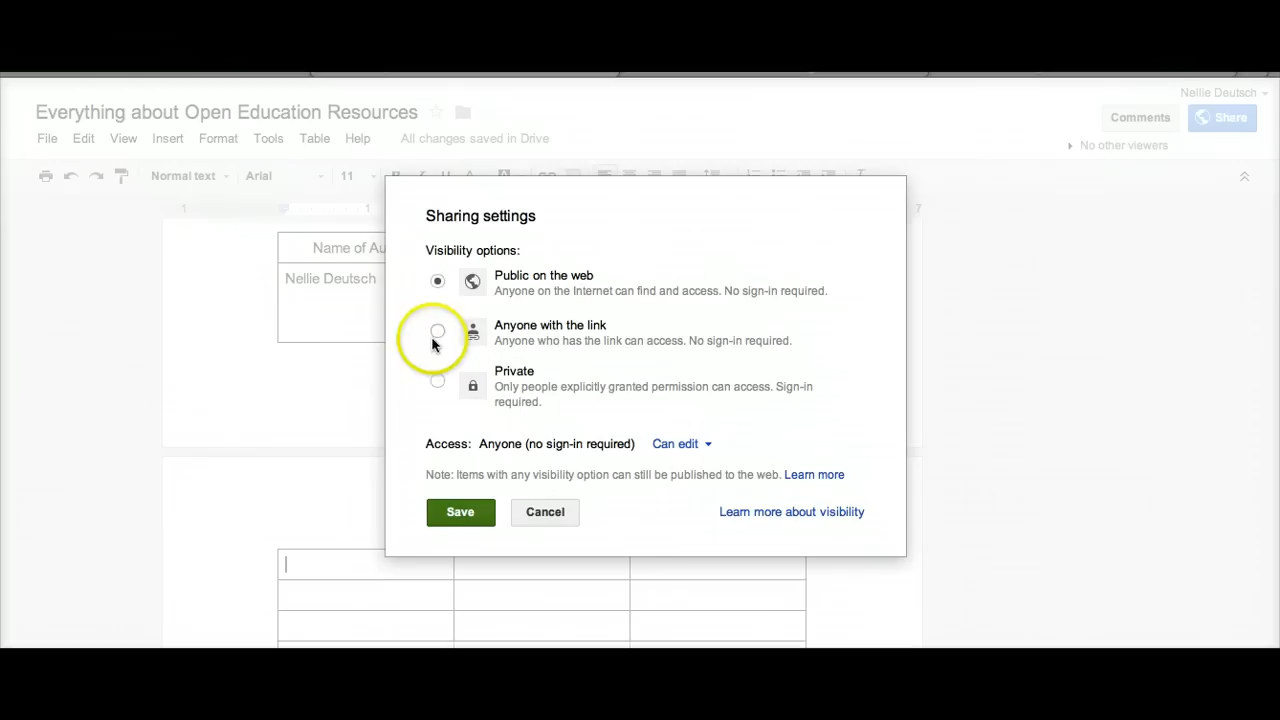 Nellie Deutsch
Everything about Open Education Resources
Comments
Share
File Edit View Insert Format Tools Table Help All changes saved in Drive
No other viewers
Normal text Arial 11
1 1 7
Sharing settings
Name of Au
Visibility options:
Nellie Deutsch
Public on the web
Anyone on the Internet can find and access. No sign-in required.
Anyone with the link
Anyone who has the link can access. No sign-in required.
Private
Only people explicitly granted permission can access. Sign-in
required.
Access: Anyone (no sign-in required) Can edit
Note: Items with any visibility option can still be published to the web. Learn more
Save Cancel Learn more about visibility